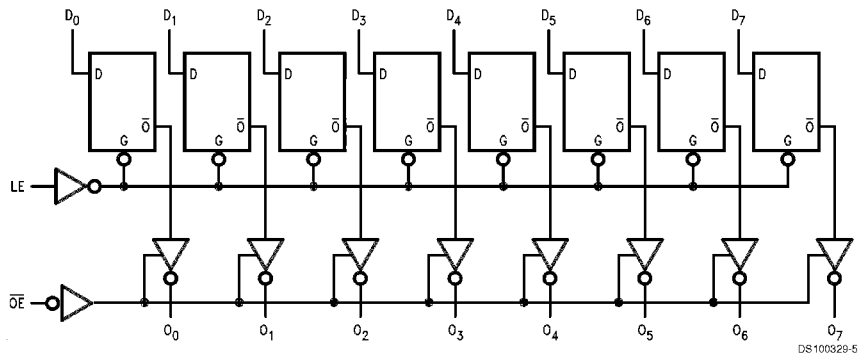 D₀ D₁ D₂ D₃ D₄ D₅ D₆ D₇
D D D D D D D D
O̅ O̅ O̅ O̅ O̅ O̅ O̅ O̅
G G G G G G G G
LE
O̅E̅
O₀ O₁ O₂ O₃ O₄ O₅ O₆ O₇
DS100329-5